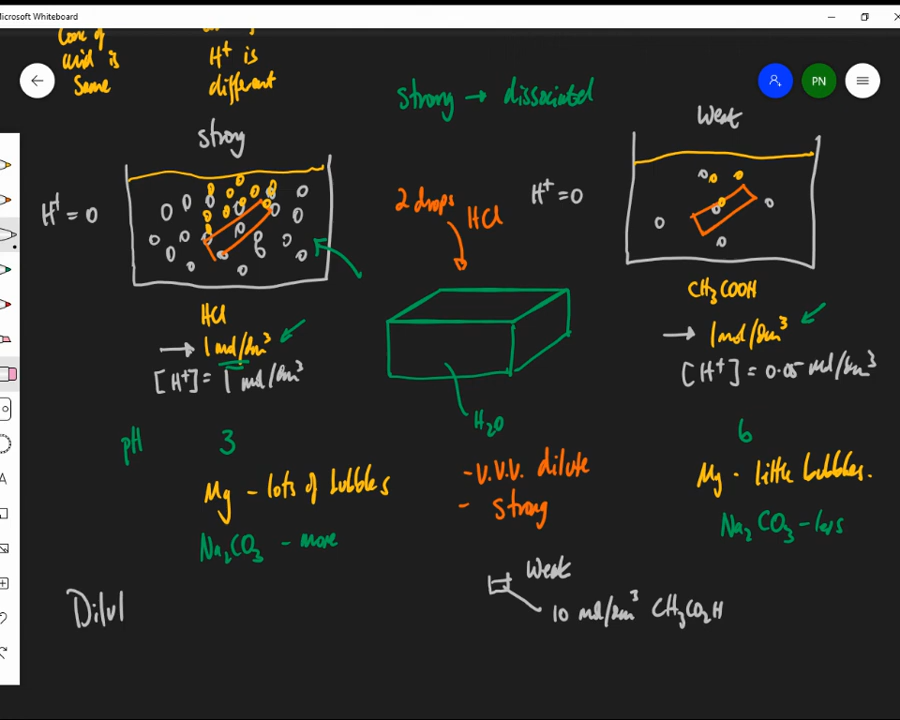 Microsoft Whiteboard
Conc of
acid is
same
H+ is
different
PN
strong → dissociated
strong
Weak
H+ = 0
2 drops
HCl
H+ = 0
HCl
→ 1 mol/dm³
[H+] = 1 mol/dm³
CH₃COOH
→ 1 mol/dm³
[H+] = 0.05 mol/dm³
H₂O
pH 3
6
Mg - lots of bubbles
Na₂CO₃ - more
- V.V.V. dilute
- strong
Mg - little bubbles.
Na₂CO₃ - less
Weak
10 mol/dm³ CH₃CO₂H
Dilut